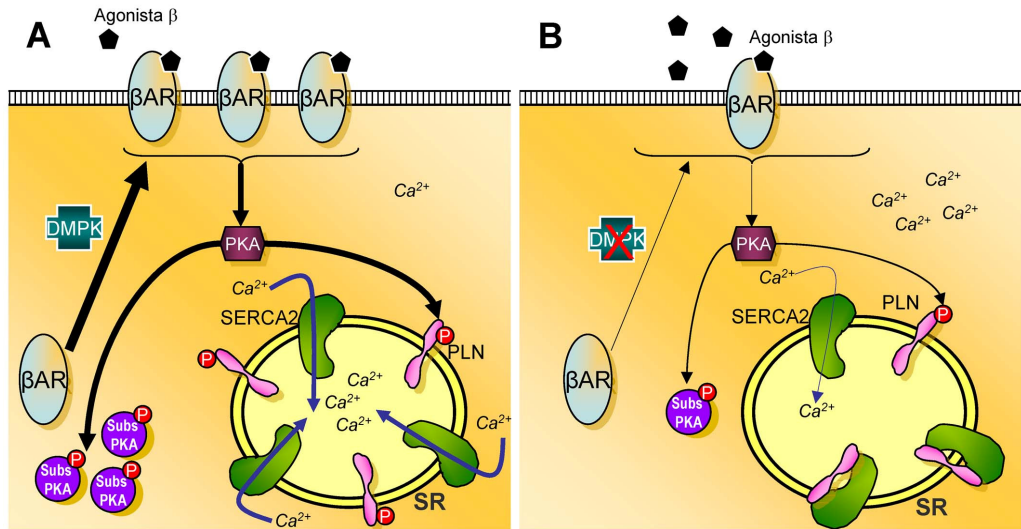 A
Agonista β
βAR
βAR
βAR
Ca²⁺
DMPK
PKA
Ca²⁺
SERCA2
P
PLN
P
βAR
Ca²⁺
Ca²⁺
Ca²⁺
Ca²⁺
P
Subs
PKA
P
Subs
PKA
P
Subs
PKA
Ca²⁺
P
SR
B
Agonista β
βAR
Ca²⁺
Ca²⁺
Ca²⁺
Ca²⁺
DMPK
PKA
Ca²⁺
SERCA2
PLN
P
βAR
P
Subs
PKA
Ca²⁺
SR